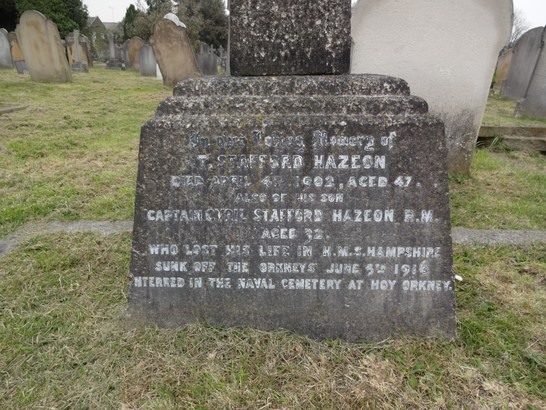 In Loving Memory of
T. STAFFORD HAZEON
DIED APRIL 4TH 1902, AGED 47.
ALSO OF HIS SON
CAPTAIN CYRIL STAFFORD HAZEON R.M.
AGED 32.
WHO LOST HIS LIFE IN H.M.S. HAMPSHIRE
SUNK OFF THE ORKNEYS JUNE 5TH 1916
INTERRED IN THE NAVAL CEMETERY AT HOY ORKNEY.